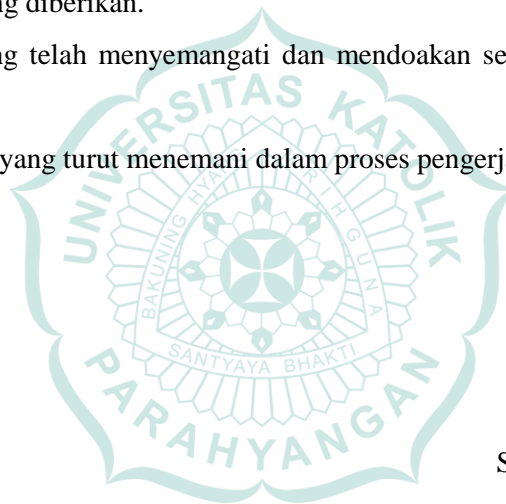 ng diberikan.
ng telah menyemangati dan mendoakan se
yang turut menemani dalam proses pengerj
UNIVERSITAS KATOLIK
BAKUNING HYANG MRIH GUNA
SANTYAYA BHAKTI
PARAHYANGAN
S